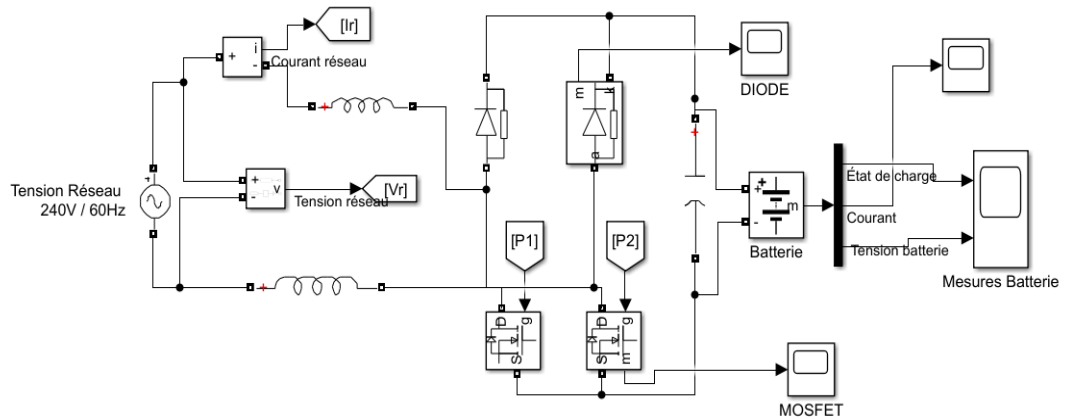 [Ir]
+
i
-
Courant réseau
DIODE
m
k
a
Tension Réseau
240V / 60Hz
+
-
v
[Vr]
Tension réseau
+
-
m
Batterie
État de charge
Courant
Tension batterie
Mesures Batterie
[P1]
[P2]
D
g
S
D
g
S
m
MOSFET